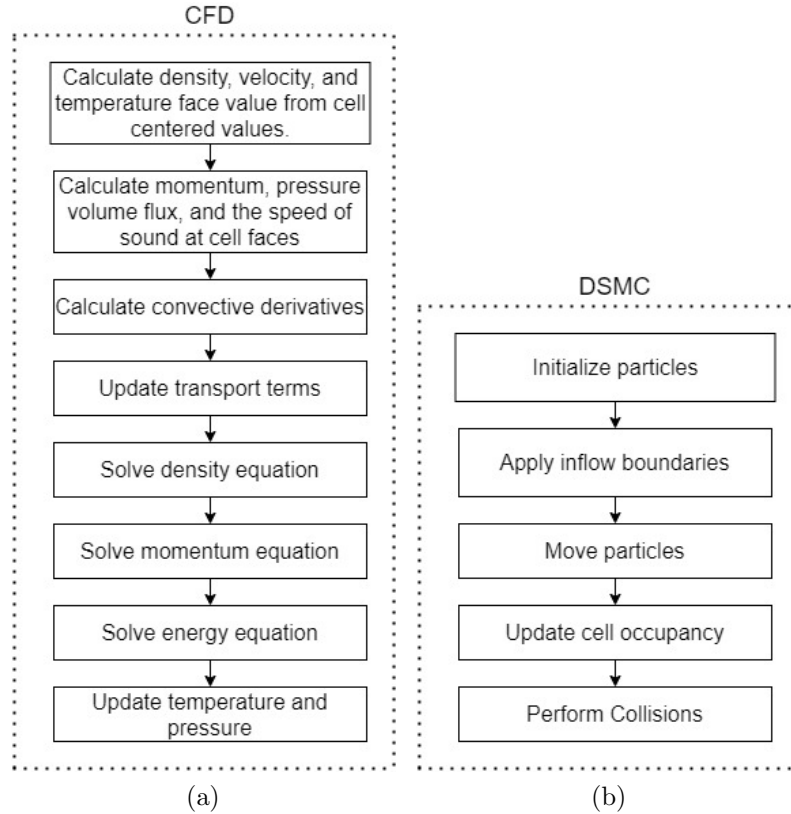 CFD
Calculate density, velocity, and
temperature face value from cell
centered values.
Calculate momentum, pressure
volume flux, and the speed of
sound at cell faces
Calculate convective derivatives
Update transport terms
Solve density equation
Solve momentum equation
Solve energy equation
Update temperature and
pressure
(a)
DSMC
Initialize particles
Apply inflow boundaries
Move particles
Update cell occupancy
Perform Collisions
(b)